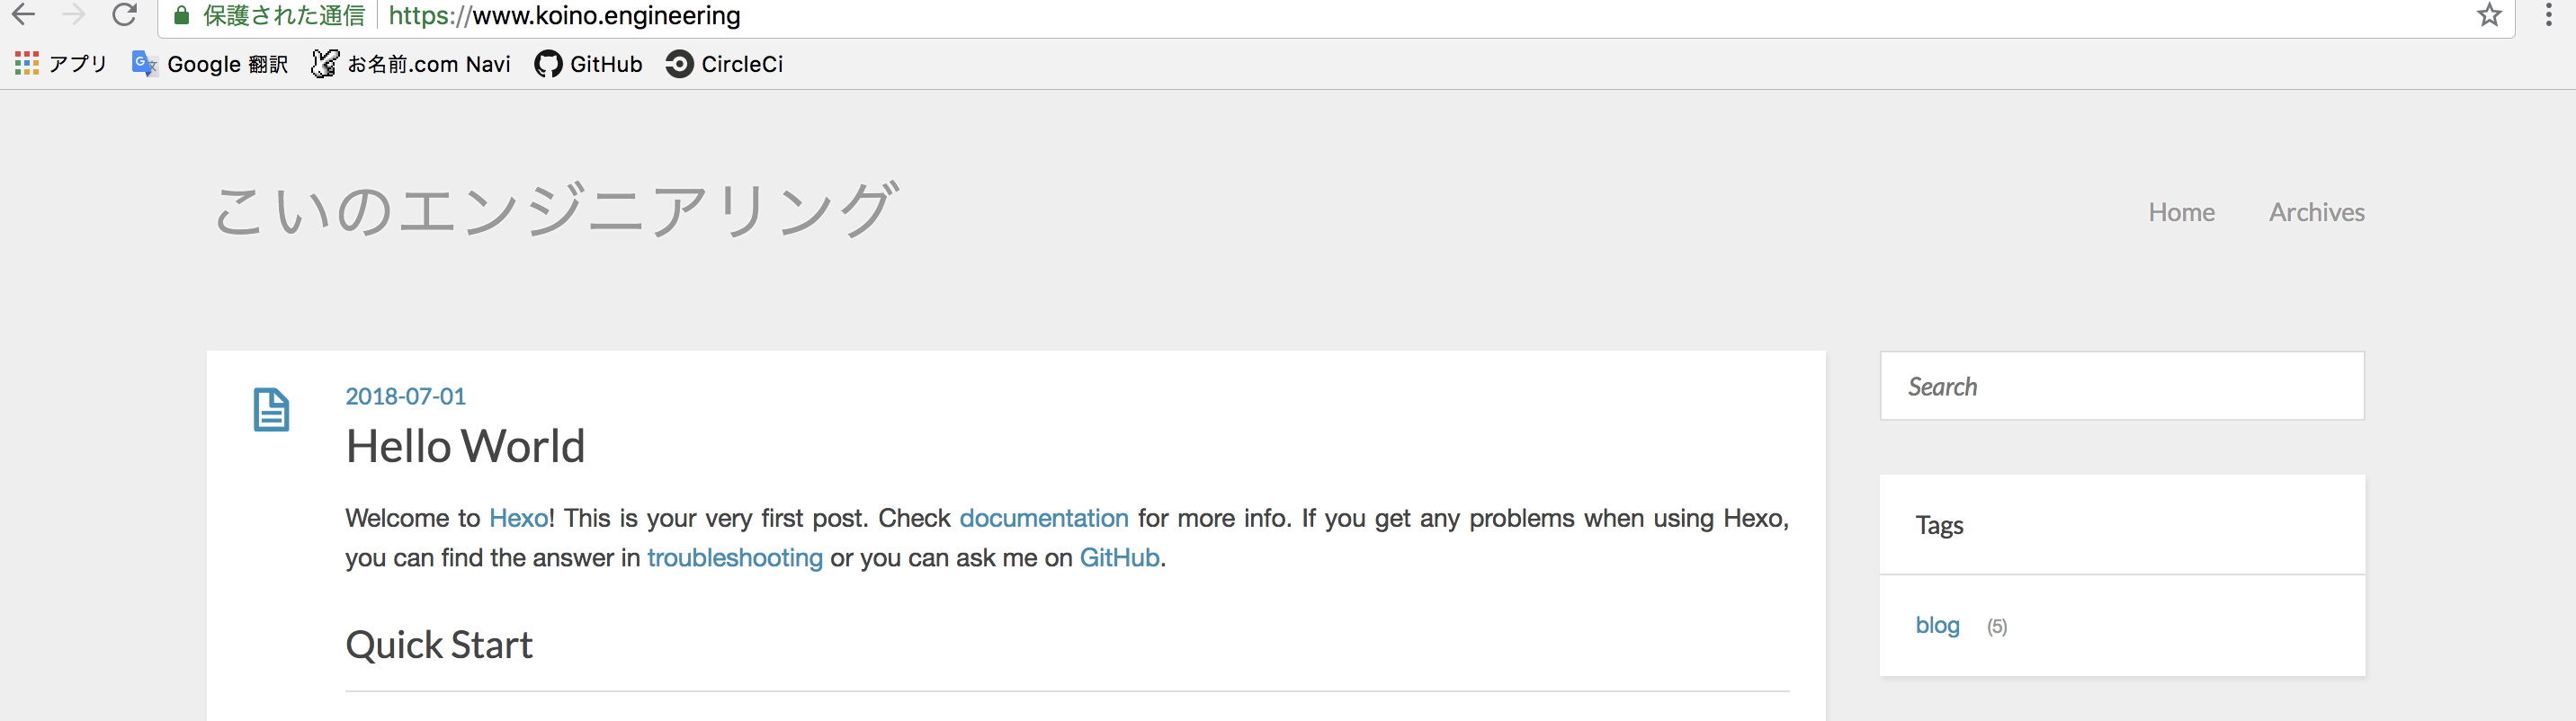 保護された通信 https://www.koino.engineering
アプリ Google 翻訳 お名前.com Navi GitHub CircleCi
こいのエンジニアリング
Home Archives
2018-07-01
Hello World
Welcome to Hexo! This is your very first post. Check documentation for more info. If you get any problems when using Hexo,
you can find the answer in troubleshooting or you can ask me on GitHub.
Quick Start
Search
Tags
blog (5)